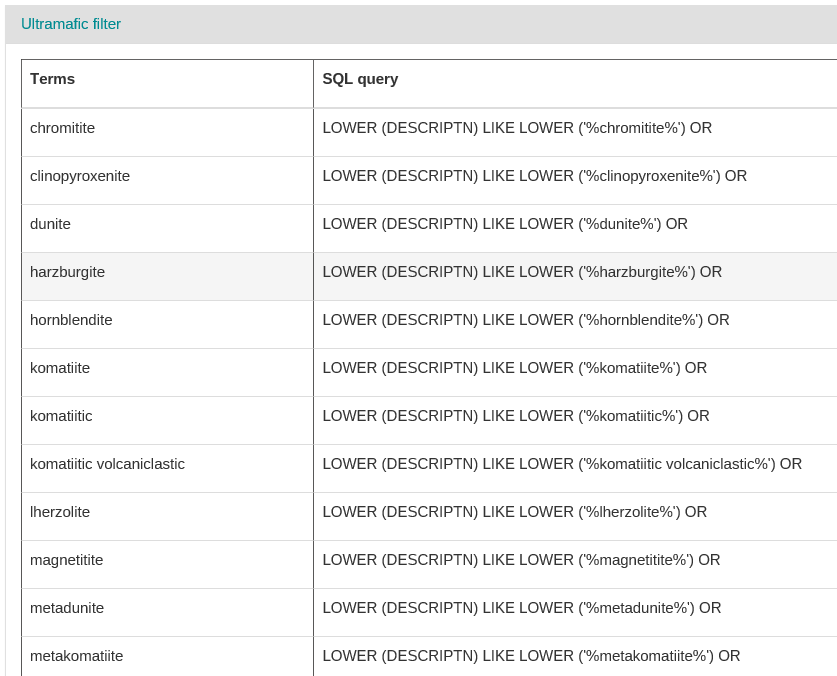 Ultramafic filter
Terms SQL query
chromitite LOWER (DESCRIPTN) LIKE LOWER ('%chromitite%') OR
clinopyroxenite LOWER (DESCRIPTN) LIKE LOWER ('%clinopyroxenite%') OR
dunite LOWER (DESCRIPTN) LIKE LOWER ('%dunite%') OR
harzburgite LOWER (DESCRIPTN) LIKE LOWER ('%harzburgite%') OR
hornblendite LOWER (DESCRIPTN) LIKE LOWER ('%hornblendite%') OR
komatiite LOWER (DESCRIPTN) LIKE LOWER ('%komatiite%') OR
komatiitic LOWER (DESCRIPTN) LIKE LOWER ('%komatiitic%') OR
komatiitic volcaniclastic LOWER (DESCRIPTN) LIKE LOWER ('%komatiitic volcaniclastic%') OR
lherzolite LOWER (DESCRIPTN) LIKE LOWER ('%lherzolite%') OR
magnetitite LOWER (DESCRIPTN) LIKE LOWER ('%magnetitite%') OR
metadunite LOWER (DESCRIPTN) LIKE LOWER ('%metadunite%') OR
metakomatiite LOWER (DESCRIPTN) LIKE LOWER ('%metakomatiite%') OR